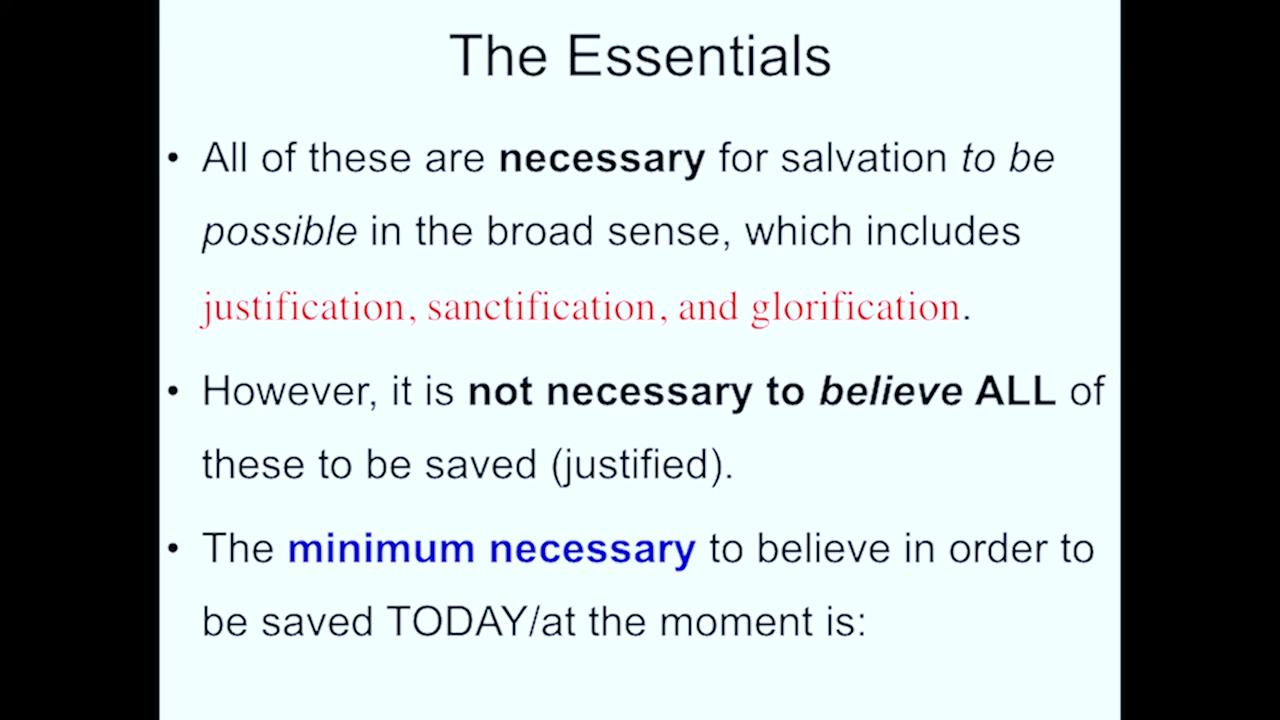 The Essentials
• All of these are necessary for salvation to be
possible in the broad sense, which includes
justification, sanctification, and glorification.
• However, it is not necessary to believe ALL of
these to be saved (justified).
• The minimum necessary to believe in order to
be saved TODAY/at the moment is: